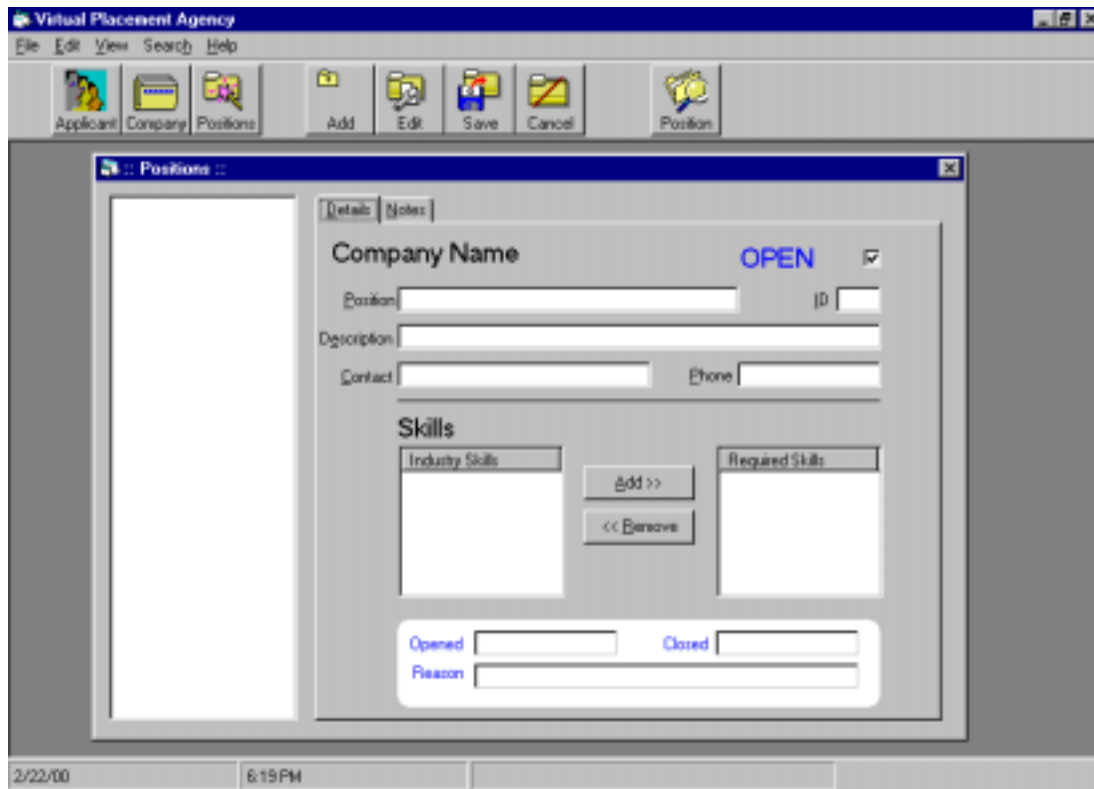 Virtual Placement Agency
File Edit View Search Help
Applicant Company Positions Add Edit Save Cancel Position
:: Positions ::
Details Notes
Company Name OPEN
Position ID
Description
Contact Phone
Skills
Industry Skills Required Skills
Add >>
<< Remove
Opened Closed
Reason
2/22/00 6:19 PM